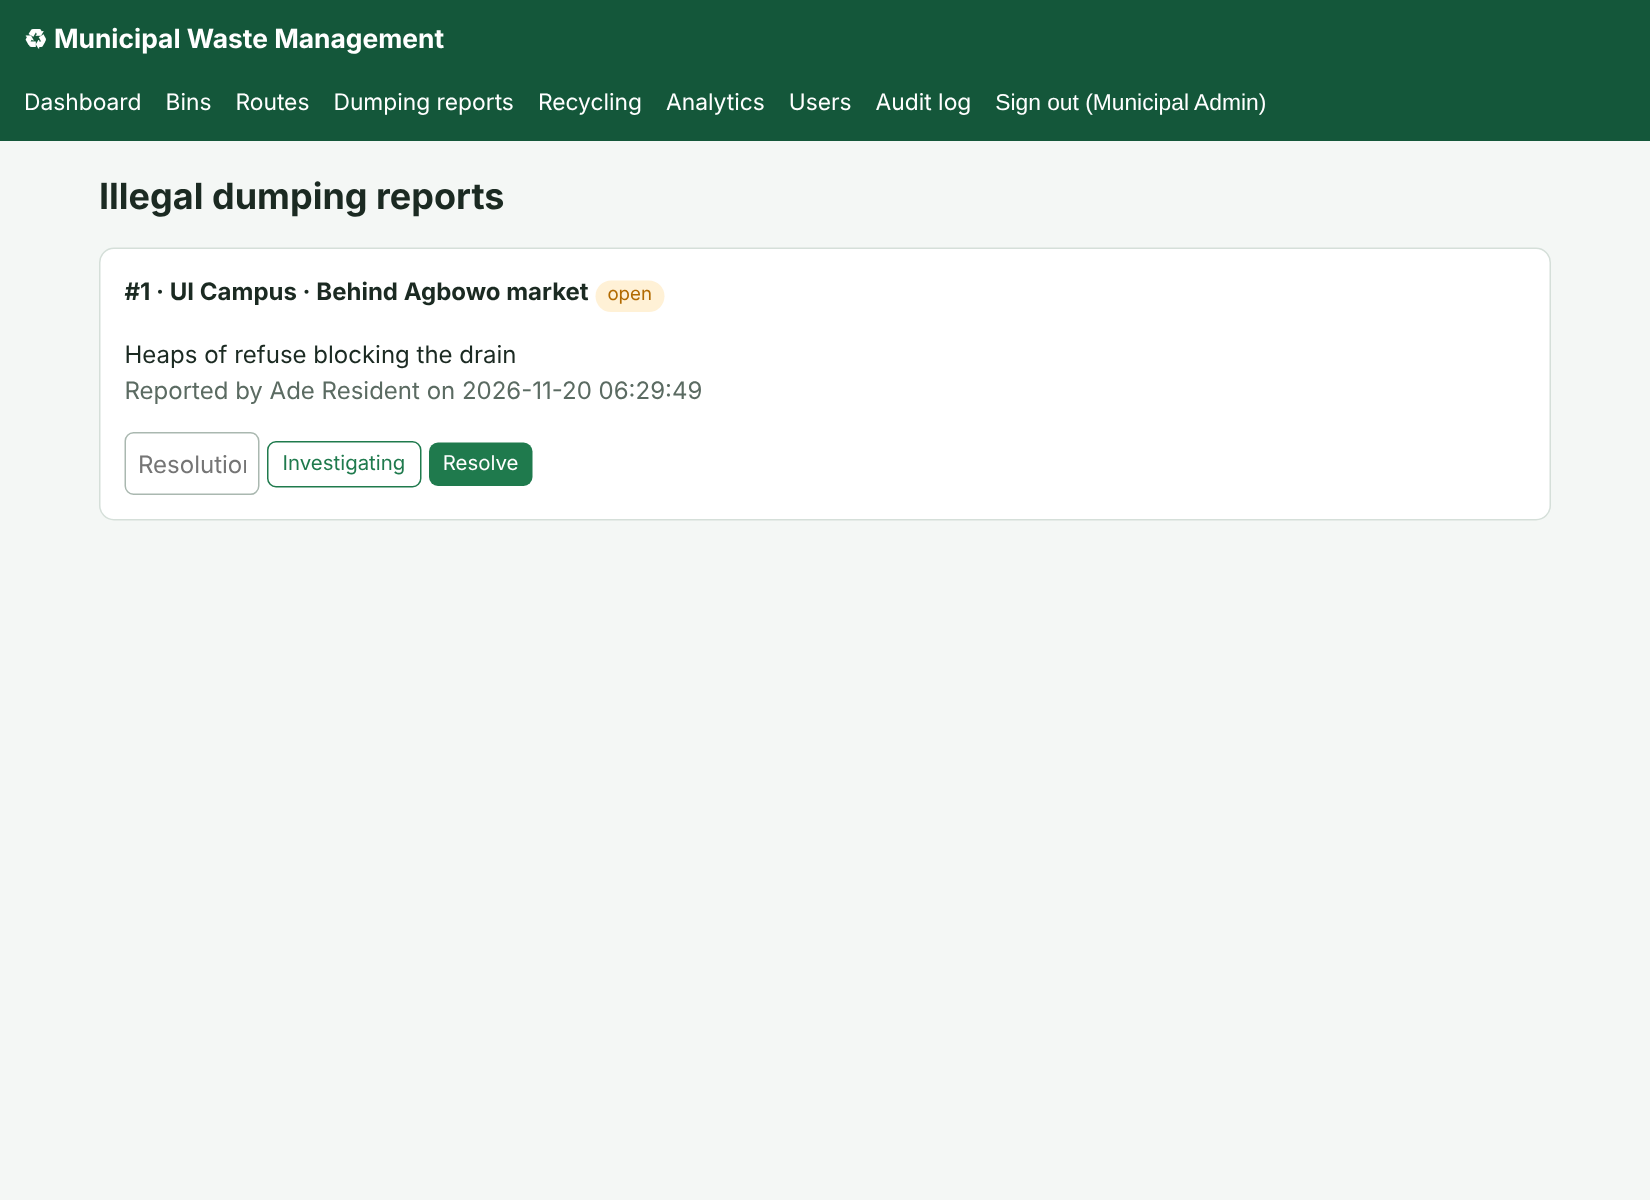 ♻ Municipal Waste Management
Dashboard Bins Routes Dumping reports Recycling Analytics Users Audit log Sign out (Municipal Admin)
Illegal dumping reports
#1 · UI Campus · Behind Agbowo market open
Heaps of refuse blocking the drain
Reported by Ade Resident on 2026-11-20 06:29:49
Resolution Investigating Resolve